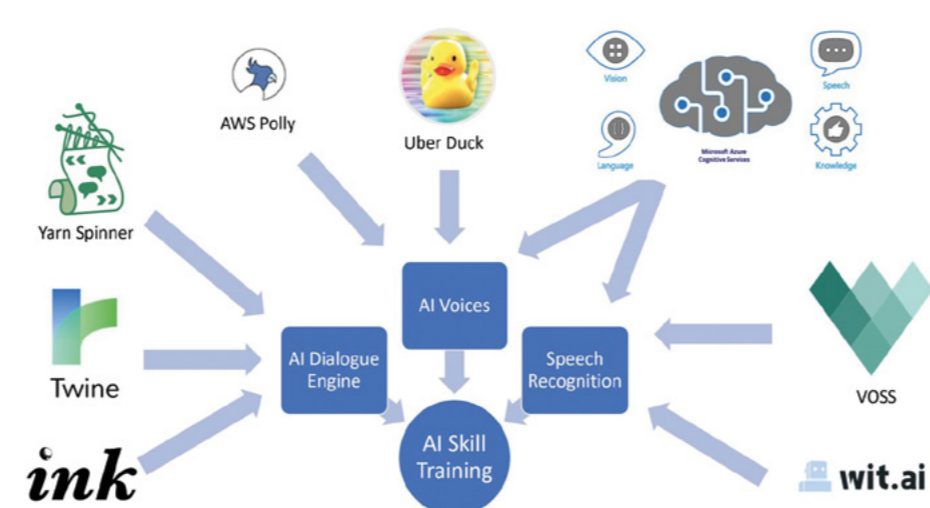 AWS Polly
Uber Duck
Vision
Speech
Microsoft Azure
Cognitive Services
Language
Knowledge
Yarn Spinner
AI Voices
Twine
AI Dialogue
Engine
Speech
Recognition
VOSS
AI Skill
Training
ink
wit.ai